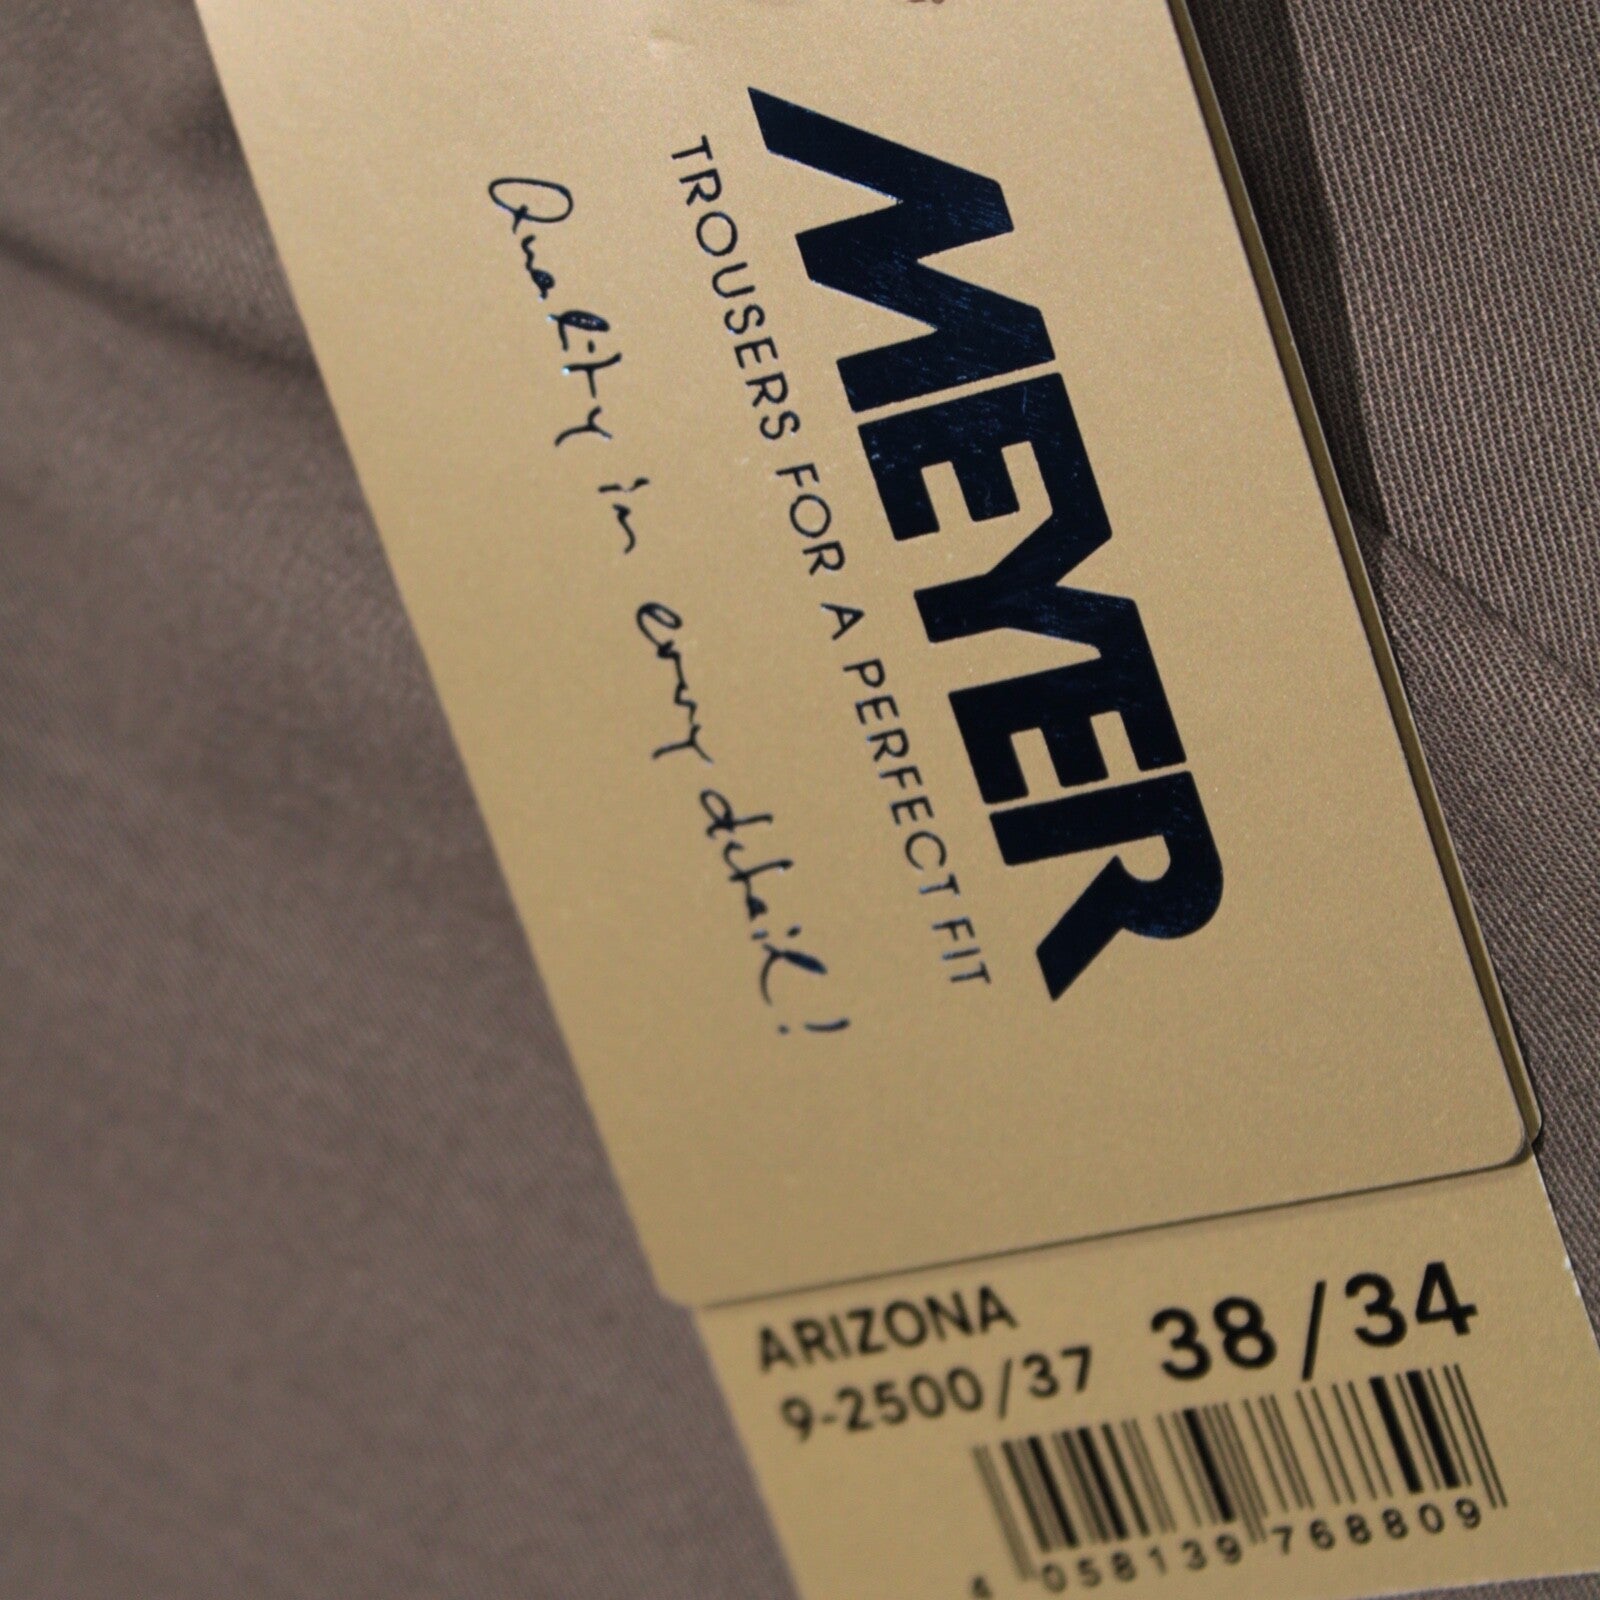 MEYER
TROUSERS FOR A PERFECT FIT
Quality in every detail!
ARIZONA
9-2500/37
38/34
4 058139 768809